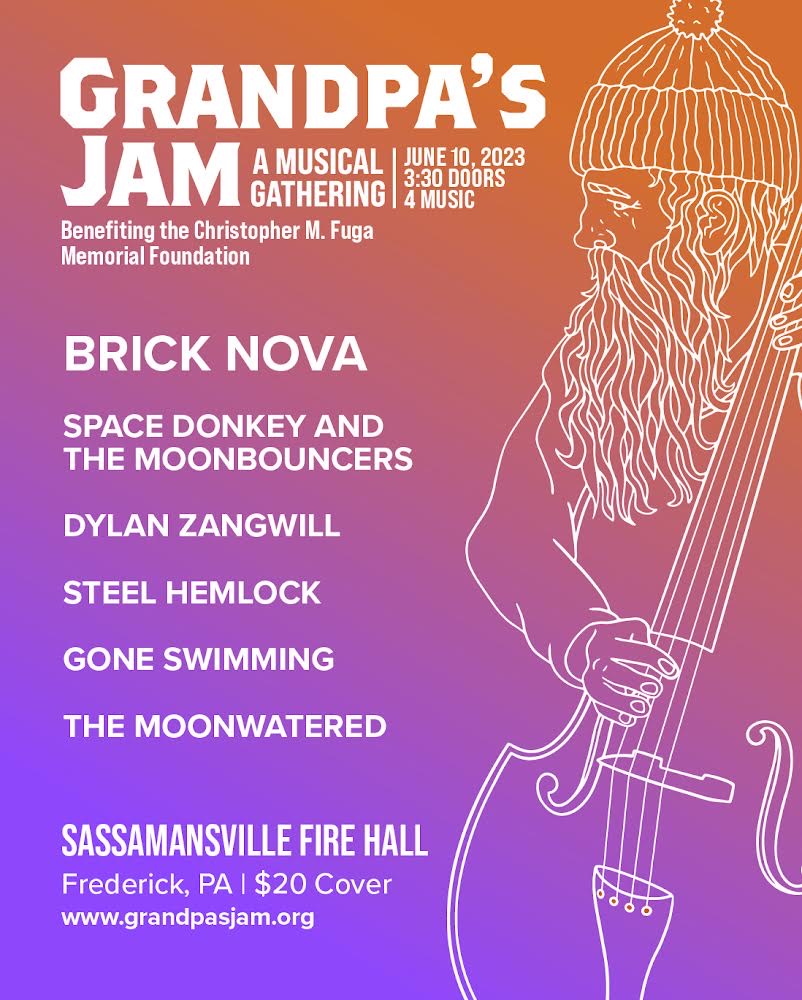 GRANDPA'S
JAM
A MUSICAL
GATHERING
JUNE 10, 2023
3:30 DOORS
4 MUSIC
Benefiting the Christopher M. Fuga
Memorial Foundation
BRICK NOVA
SPACE DONKEY AND
THE MOONBOUNCERS
DYLAN ZANGWILL
STEEL HEMLOCK
GONE SWIMMING
THE MOONWATERED
SASSAMANSVILLE FIRE HALL
Frederick, PA | $20 Cover
www.grandpasjam.org